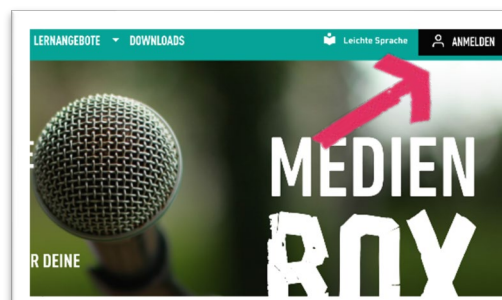 LERNANGEBOTE DOWNLOADS Leichte Sprache ANMELDEN
MEDIEN
BOX
R DEINE